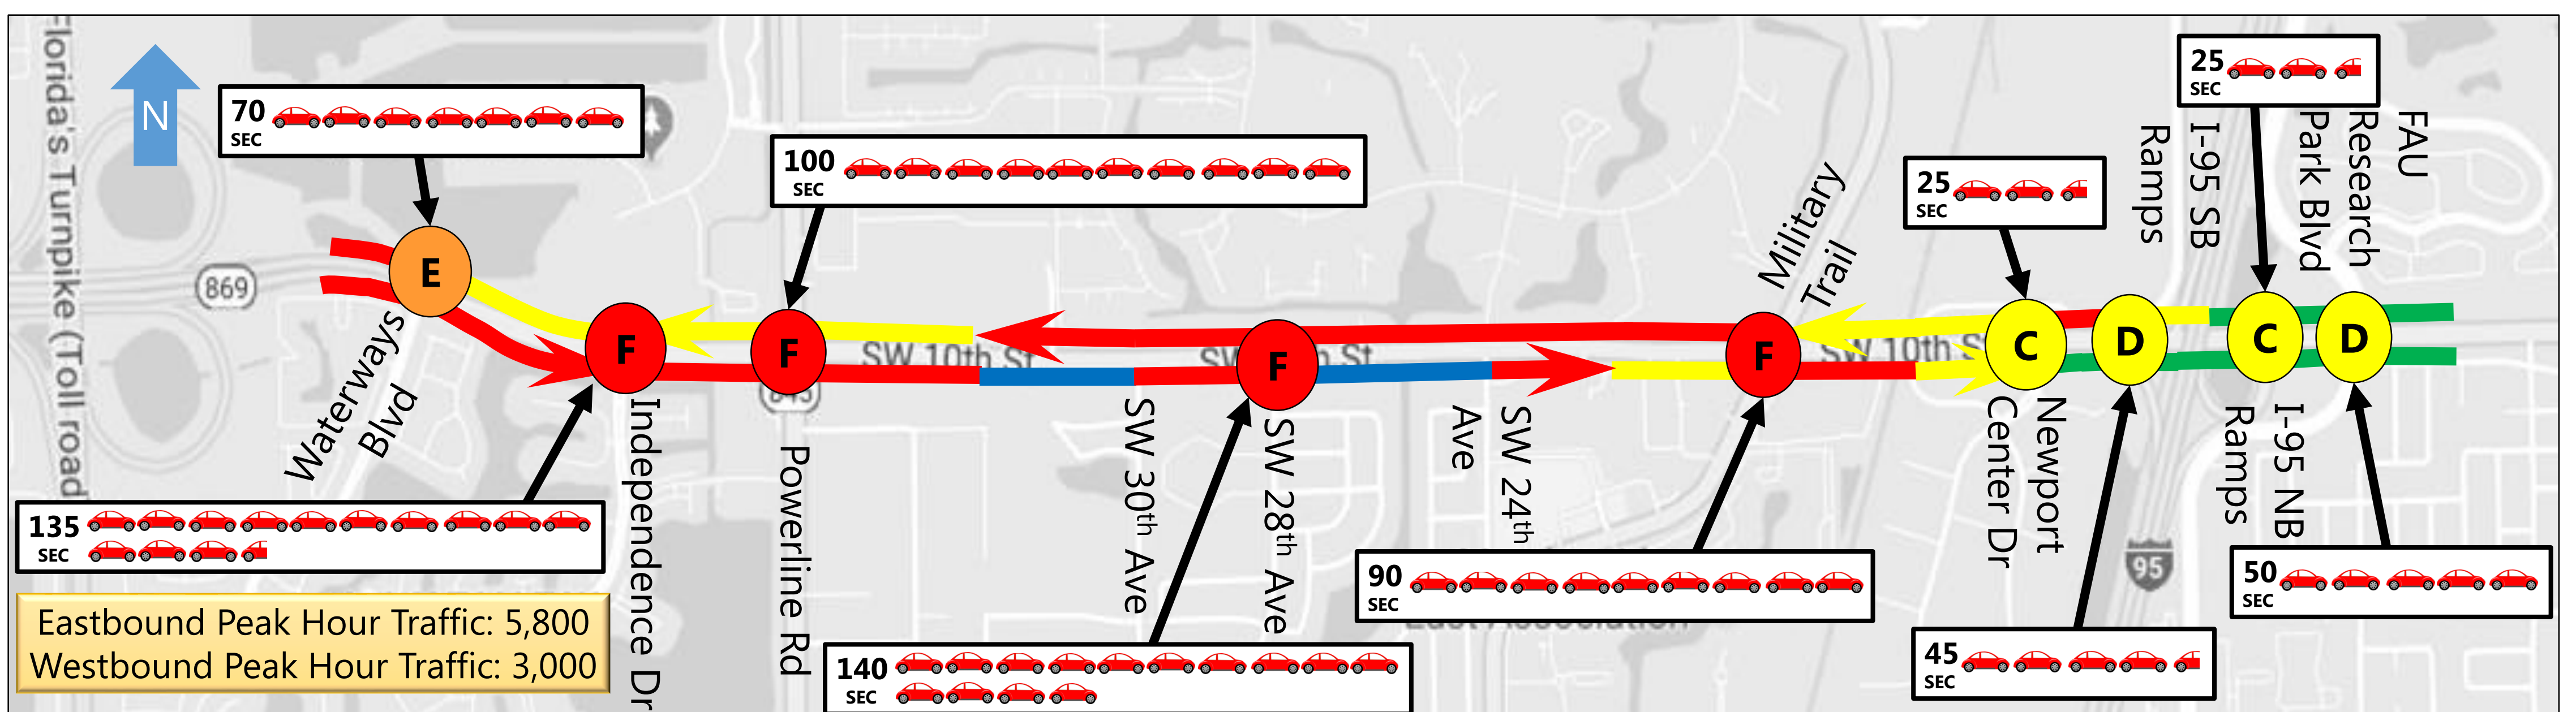 Florida's Turnpike (Toll road)
N
869
70
SEC
E
Waterways
Blvd
135
SEC
Eastbound Peak Hour Traffic: 5,800
Westbound Peak Hour Traffic: 3,000
F
Independence Dr
100
SEC
F
Powerline Rd
SW 10th St
140
SEC
F
SW 30th Ave
SW 28th Ave
SW 24th
Ave
90
SEC
F
Military
Trail
SW 10th S
25
SEC
C
Newport
Center Dr
45
SEC
D
I-95 SB
Ramps
95
25
SEC
C
I-95 NB
Ramps
50
SEC
D
FAU
Research
Park Blvd